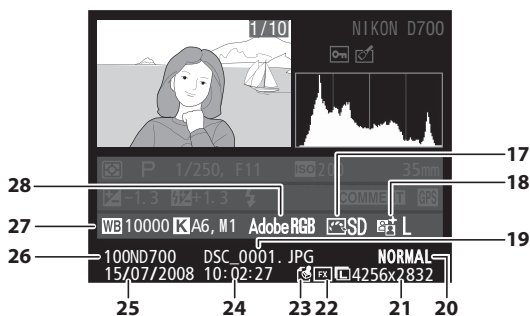 1/10
NIKON D700
P 1/250, F11 ISO 200 35mm
-1.3 +1.3 COMMENT GPS
WB 10000 K A6, M1 AdobeRGB SD L
100ND700 DSC_0001.JPG NORMAL
15/07/2008 10:02:27 FX L 4256x2832
17
18
19
20
21
22
23
24
25
26
27
28